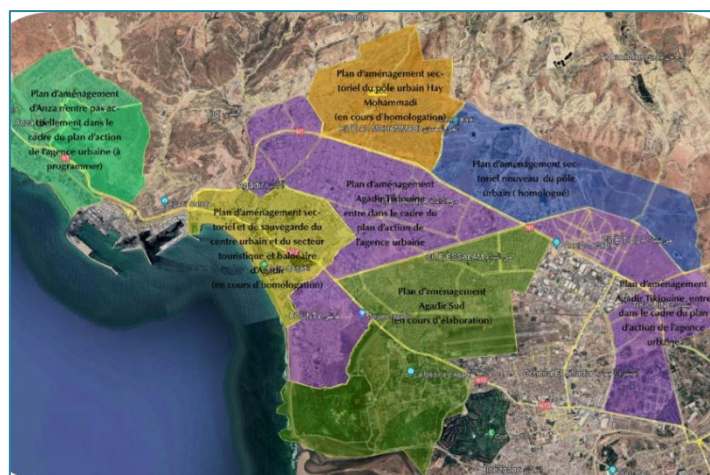 Plan d'aménagement
d'Anza n'entre pas ac-
tuellement dans le
cadre du plan d'action
de l'agence urbaine (à
programmer)
Plan d'aménagement sec-
toriel du pôle urbain Hay
Mohammadi
(en cours d'homologation)
Plan d'aménagement sec-
toriel nouveau du pôle
urbain ( homologué)
Plan d'aménagement
Agadir Tikiouine
entre dans le cadre du
plan d'action de
l'agence urbaine
Agadir
Plan d'aménagement sec-
toriel et de sauvegarde du
centre urbain et du secteur
touristique et balnéaire
d'Agadir
(en cours d'homologation)
CITÉ ESSALAM
Plan d'aménagement
Agadir Sud
(en cours d'élaboration)
Plan d'aménagement
Agadir Tikiouine entre
dans le cadre du plan
d'action de l'agence
urbaine